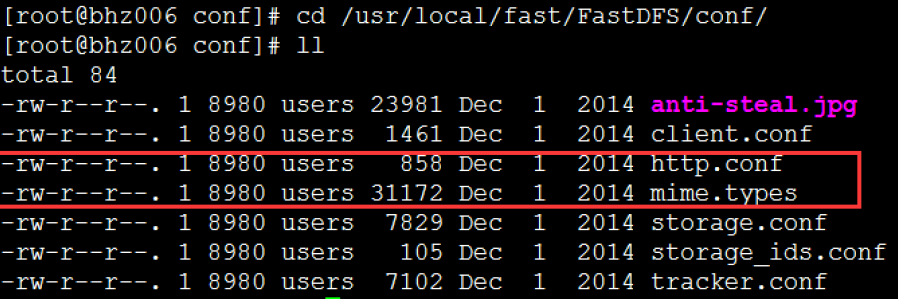 [root@bhz006 conf]# cd /usr/local/fast/FastDFS/conf/
[root@bhz006 conf]# ll
total 84
-rw-r--r--. 1 8980 users 23981 Dec  1  2014 anti-steal.jpg
-rw-r--r--. 1 8980 users  1461 Dec  1  2014 client.conf
-rw-r--r--. 1 8980 users   858 Dec  1  2014 http.conf
-rw-r--r--. 1 8980 users 31172 Dec  1  2014 mime.types
-rw-r--r--. 1 8980 users  7829 Dec  1  2014 storage.conf
-rw-r--r--. 1 8980 users   105 Dec  1  2014 storage_ids.conf
-rw-r--r--. 1 8980 users  7102 Dec  1  2014 tracker.conf